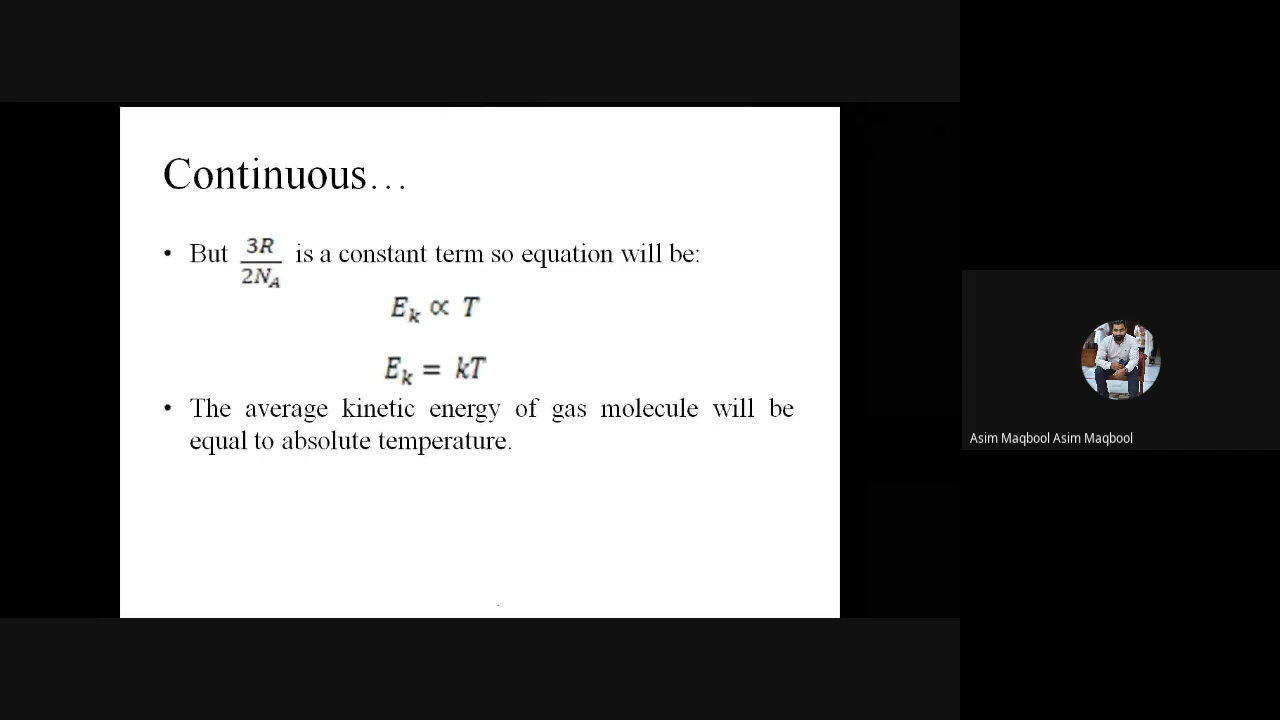 Continuous…
• But 3R/2N_A is a constant term so equation will be:
E_k ∝ T
E_k = kT
• The average kinetic energy of gas molecule will be
equal to absolute temperature.
Asim Maqbool Asim Maqbool